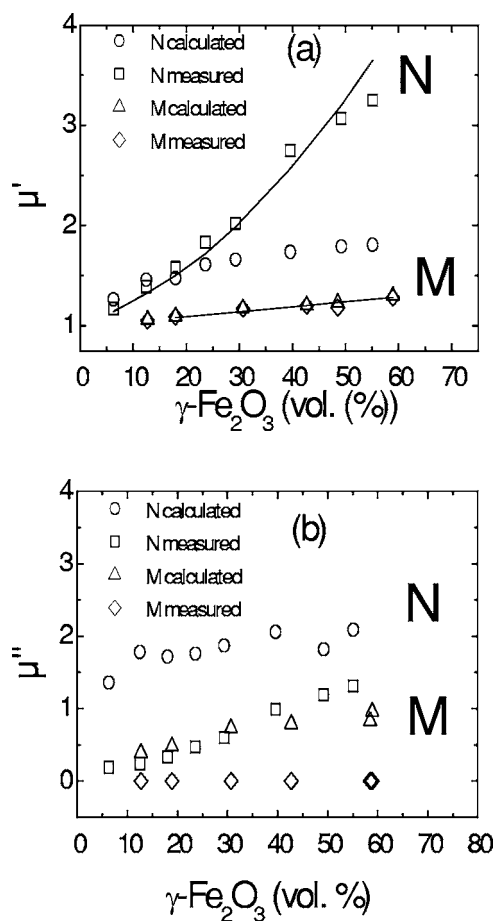 4
3
2
1
μ'
(a)
N calculated
N measured
M calculated
M measured
N
M
0 10 20 30 40 50 60 70
γ-Fe₂O₃ (vol. (%))
4
3
2
1
0
μ"
(b)
N calculated
N measured
M calculated
M measured
N
M
0 10 20 30 40 50 60 70 80
γ-Fe₂O₃ (vol. %)